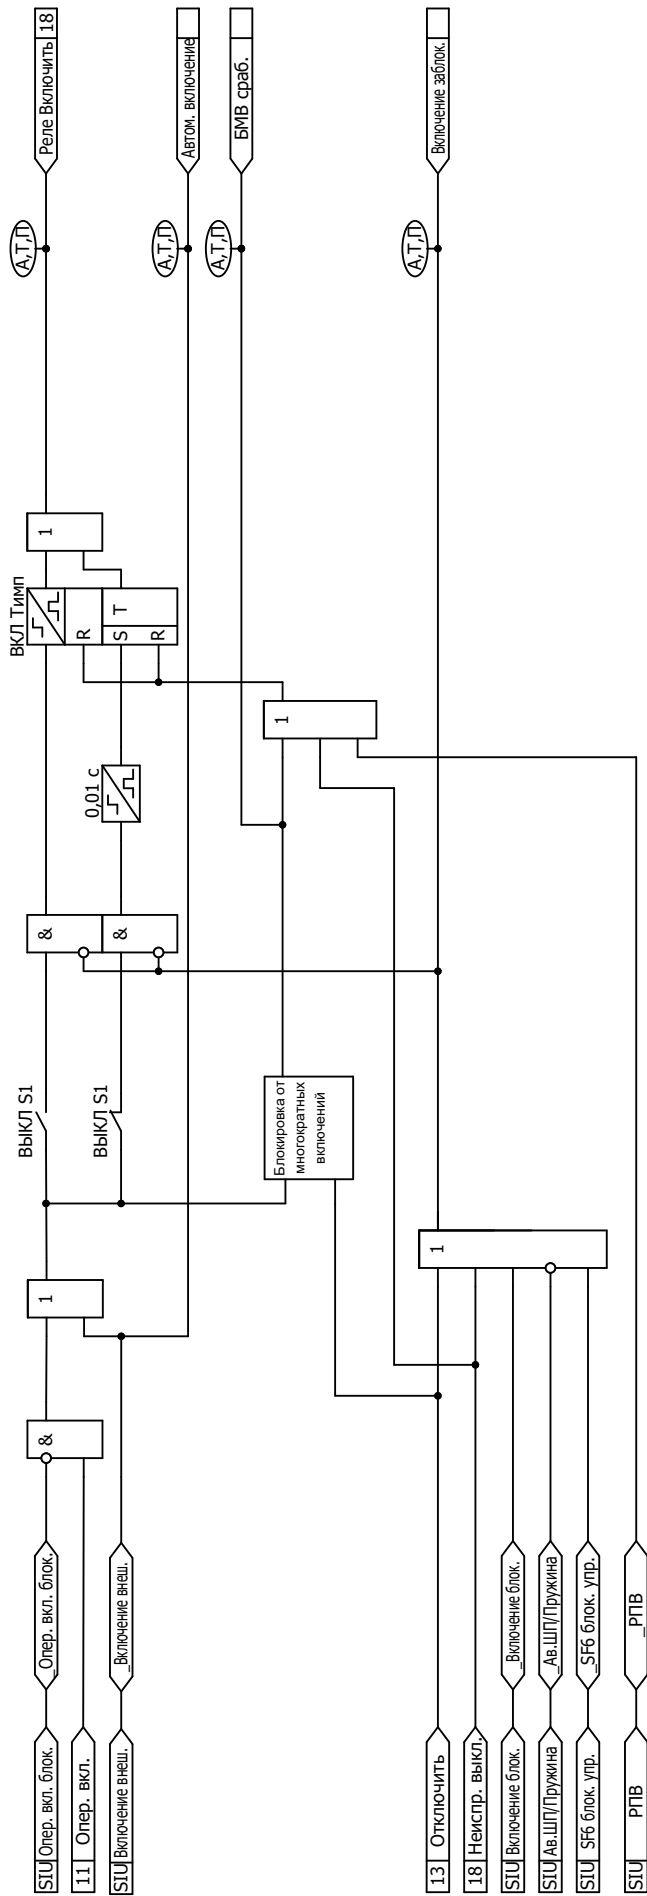 SIU Опер. вкл. блок.
_Опер. вкл. блок.
11 Опер. вкл.
SIU Включение внеш.
_Включение внеш.
&
1
ВЫКЛ S1
ВЫКЛ S1
&
&
0,01 с
ВКЛ Тимп
R
S
T
R
1
А,Т,П
Реле Включить 18
А,Т,П
Автом. включение
А,Т,П
БМВ сраб.
Блокировка от
многократных
включений
1
13 Отключить
18 Неиспр. выкл.
SIU Включение блок.
_Включение блок.
SIU Ав.ШП/Пружина
_Ав.ШП/Пружина
SIU SF6 блок. упр.
_SF6 блок. упр.
SIU РПВ
_РПВ
1
А,Т,П
Включение заблок.